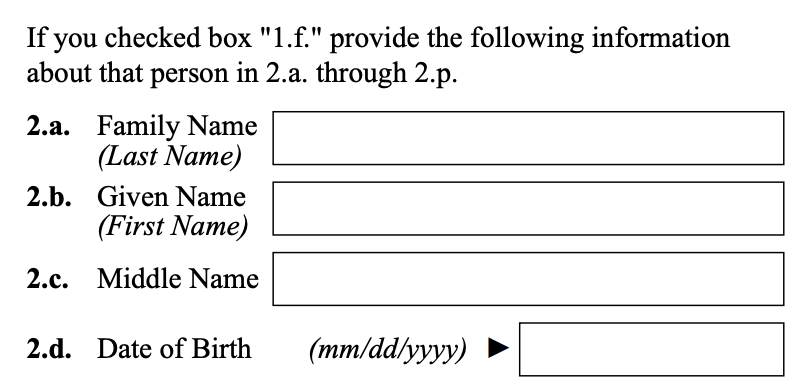 If you checked box "1.f." provide the following information
about that person in 2.a. through 2.p.
2.a. Family Name
(Last Name)
2.b. Given Name
(First Name)
2.c. Middle Name
2.d. Date of Birth (mm/dd/yyyy) ►